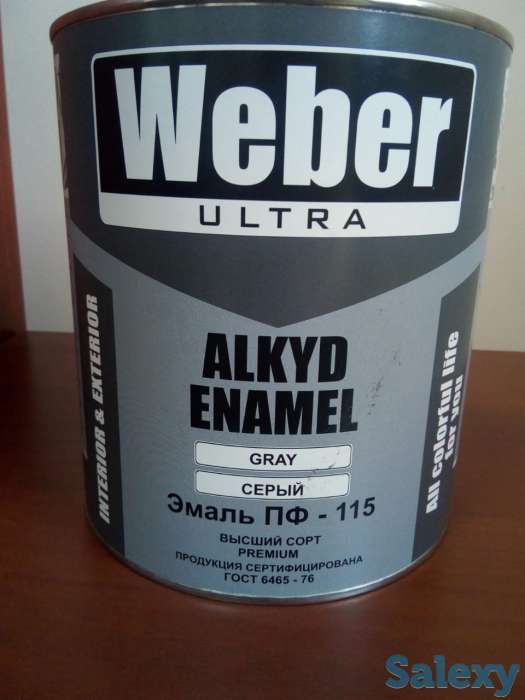 Weber
ULTRA
INTERIOR & EXTERIOR
ALKYD
ENAMEL
GRAY
СЕРЫЙ
Эмаль ПФ - 115
ВЫСШИЙ СОРТ
PREMIUM
ПРОДУКЦИЯ СЕРТИФИЦИРОВАНА
ГОСТ 6465 - 76
All colorful life
for you
Salexy